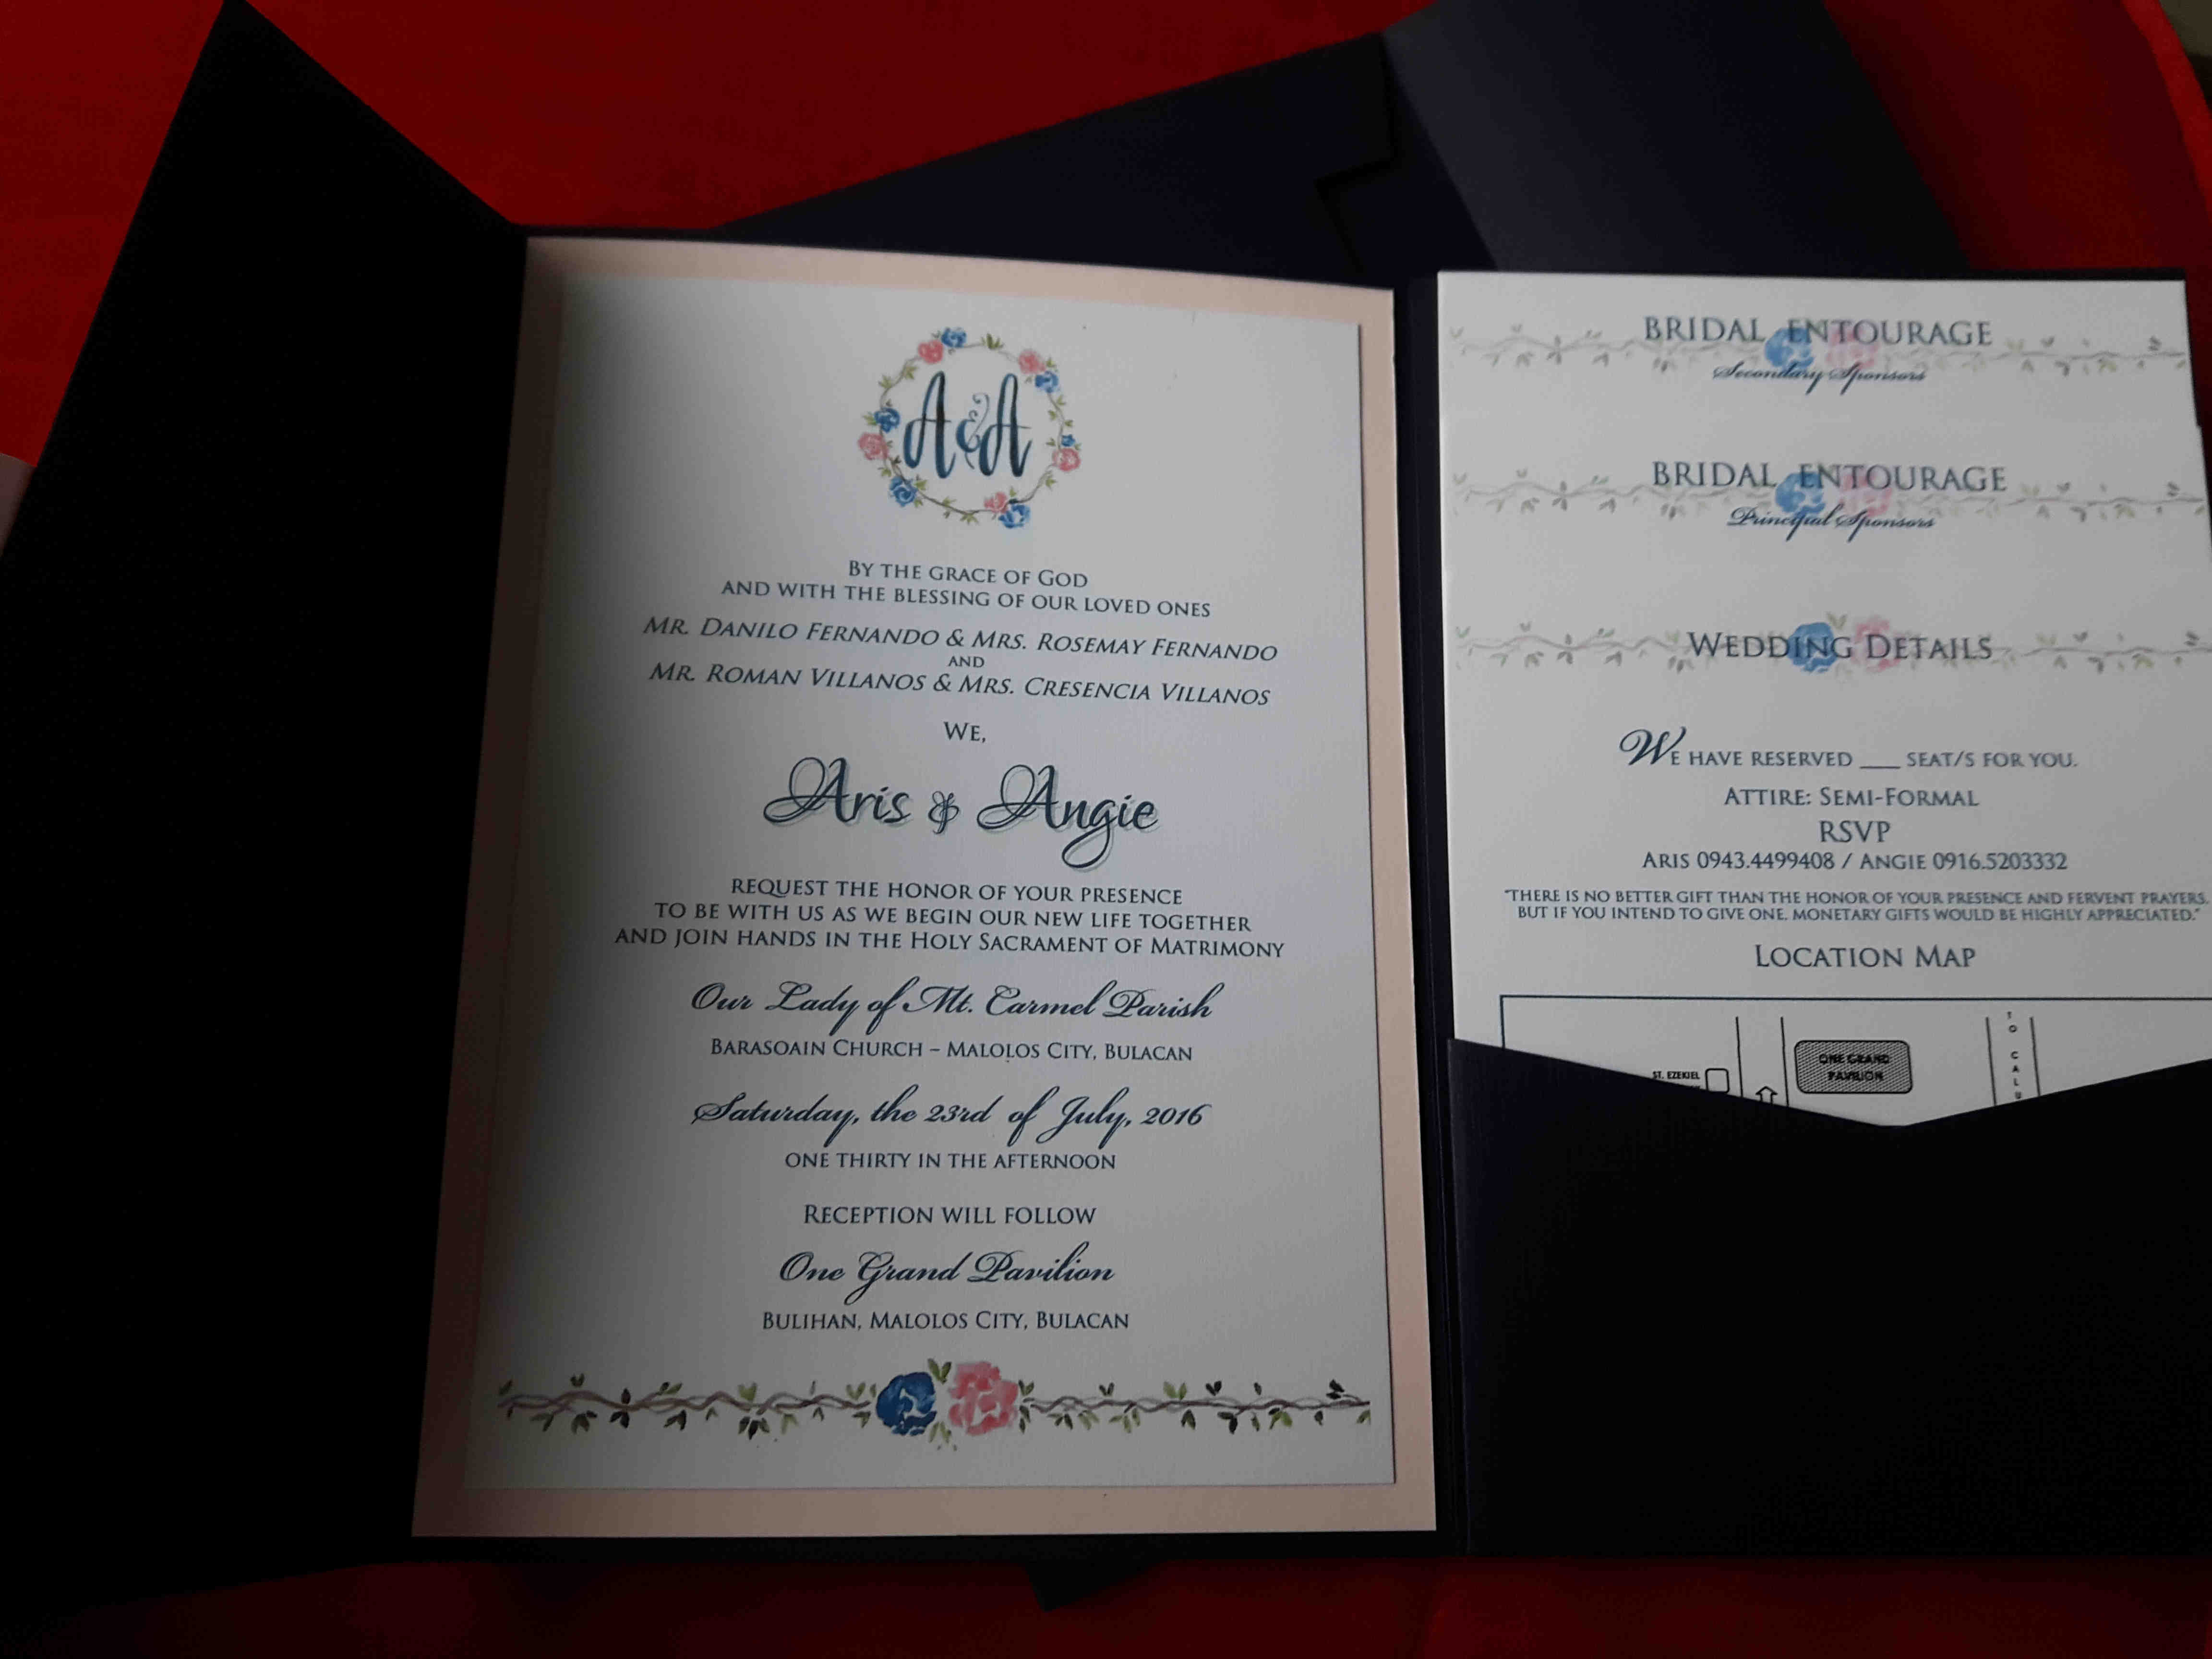 A&A
BY THE GRACE OF GOD
AND WITH THE BLESSING OF OUR LOVED ONES
MR. DANILO FERNANDO & MRS. ROSEMAY FERNANDO
AND
MR. ROMAN VILLANOS & MRS. CRESENCIA VILLANOS
WE,
Aris & Angie
REQUEST THE HONOR OF YOUR PRESENCE
TO BE WITH US AS WE BEGIN OUR NEW LIFE TOGETHER
AND JOIN HANDS IN THE HOLY SACRAMENT OF MATRIMONY
Our Lady of Mt. Carmel Parish
BARASOAIN CHURCH – MALOLOS CITY, BULACAN
Saturday, the 23rd of July, 2016
ONE THIRTY IN THE AFTERNOON
RECEPTION WILL FOLLOW
One Grand Pavilion
BULIHAN, MALOLOS CITY, BULACAN
BRIDAL ENTOURAGE
Secondary Sponsors
BRIDAL ENTOURAGE
Principal Sponsors
WEDDING DETAILS
WE HAVE RESERVED ___ SEAT/S FOR YOU.
ATTIRE: SEMI-FORMAL
RSVP
ARIS 0943.4499408 / ANGIE 0916.5203332
"THERE IS NO BETTER GIFT THAN THE HONOR OF YOUR PRESENCE AND FERVENT PRAYERS.
BUT IF YOU INTEND TO GIVE ONE, MONETARY GIFTS WOULD BE HIGHLY APPRECIATED."
LOCATION MAP
ST. EZEKIEL
ONE GRAND
PAVILION
TO CALU